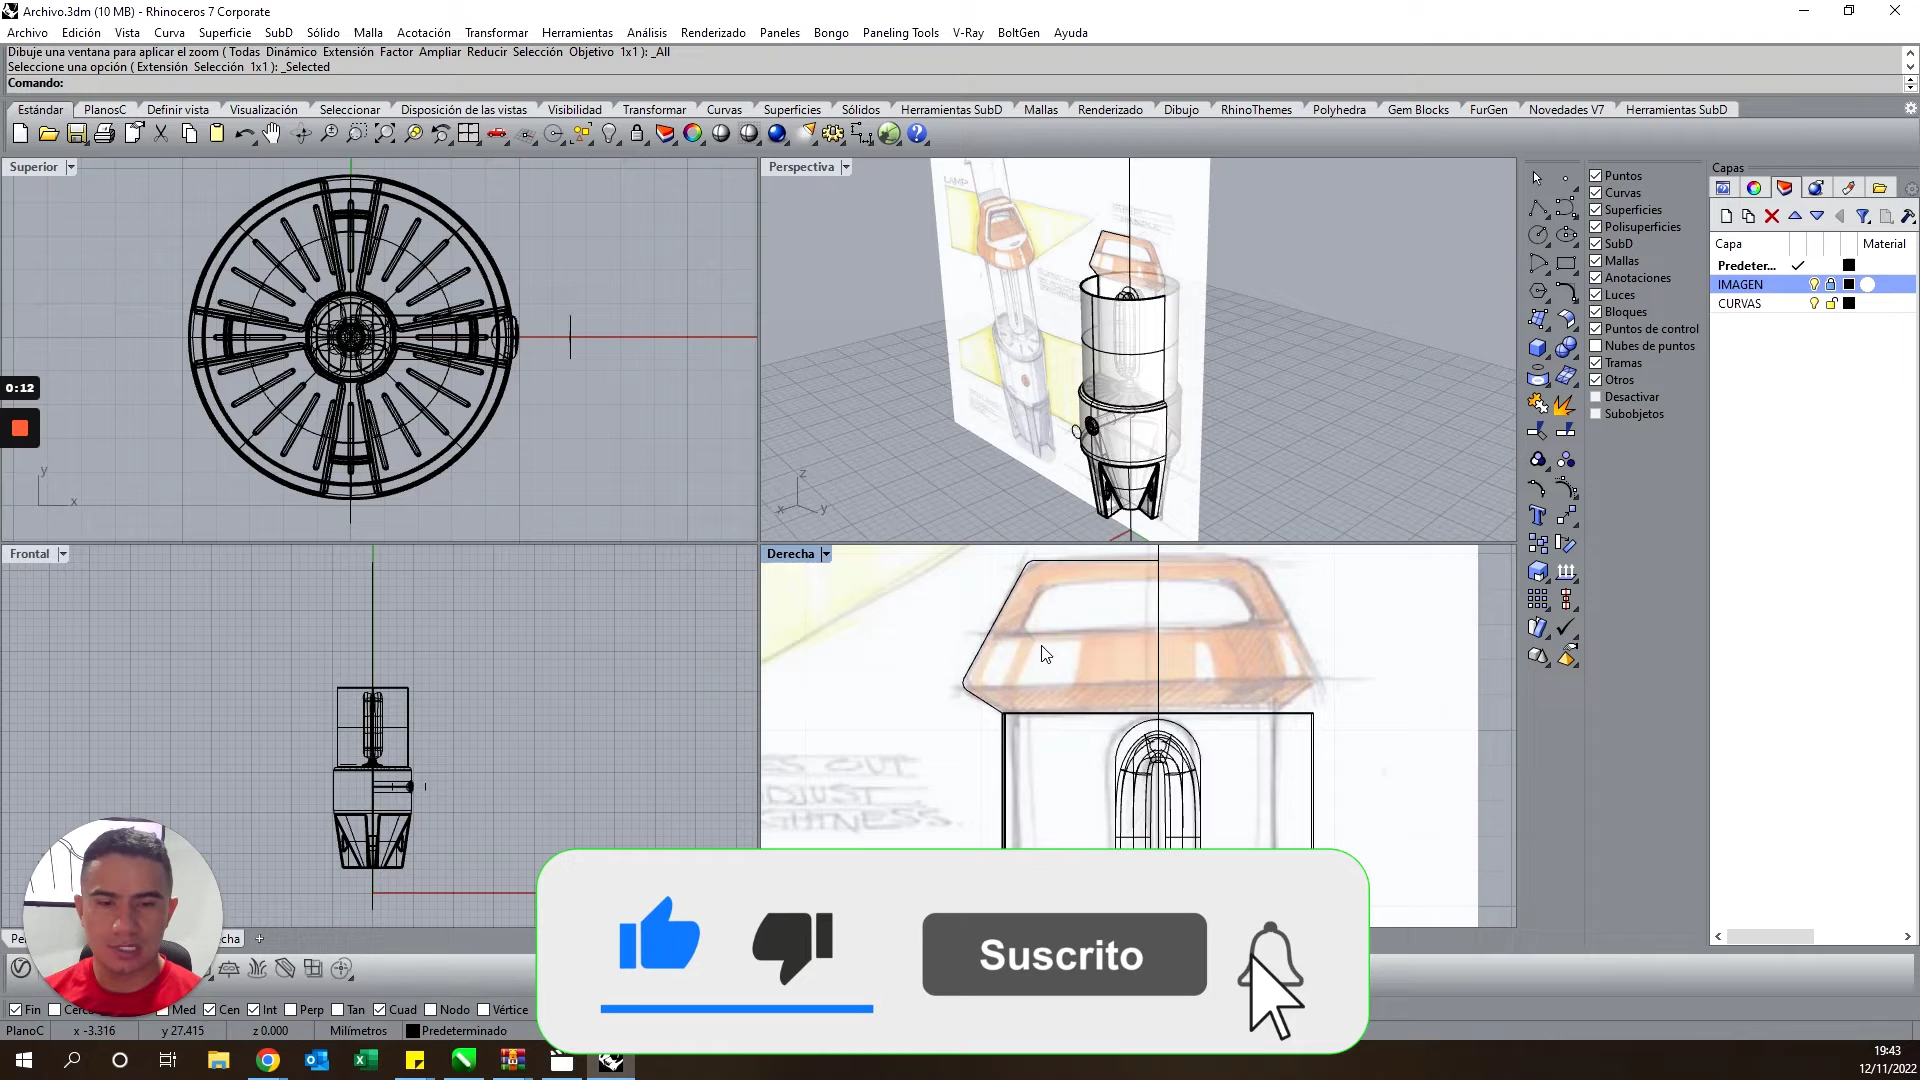 Archivo.3dm (10 MB) - Rhinoceros 7 Corporate
Archivo Edición Vista Curva Superficie SubD Sólido Malla Acotación Transformar Herramientas Análisis Renderizado Paneles Bongo Paneling Tools V-Ray BoltGen Ayuda
Dibuje una ventana para aplicar el zoom ( Todas Dinámico Extensión Factor Ampliar Reducir Selección Objetivo 1x1 ): _All
Seleccione una opción ( Extensión Selección 1x1 ): _Selected
Comando:
Estándar PlanosC Definir vista Visualización Seleccionar Disposición de las vistas Visibilidad Transformar Curvas Superficies Sólidos Herramientas SubD Mallas Renderizado Dibujo RhinoThemes Polyhedra Gem Blocks FurGen Novedades V7 Herramientas SubD
Superior
Perspectiva
Frontal
Derecha
LAMP
y
x
z
x
y
0:12
S CUT
DJUST
GHTNESS.
Puntos
Curvas
Superficies
Polisuperficies
SubD
Mallas
Anotaciones
Luces
Bloques
Puntos de control
Nubes de puntos
Tramas
Otros
Desactivar
Subobjetos
Capas
Capa Material
Predeter...
IMAGEN
CURVAS
Pe
cha
Suscrito
Fin Cerca Med Cen Int Perp Tan Cuad Nodo Vértice
PlanoC x -3.316 y 27.415 z 0.000 Milímetros Predeterminado
19:43
12/11/2022